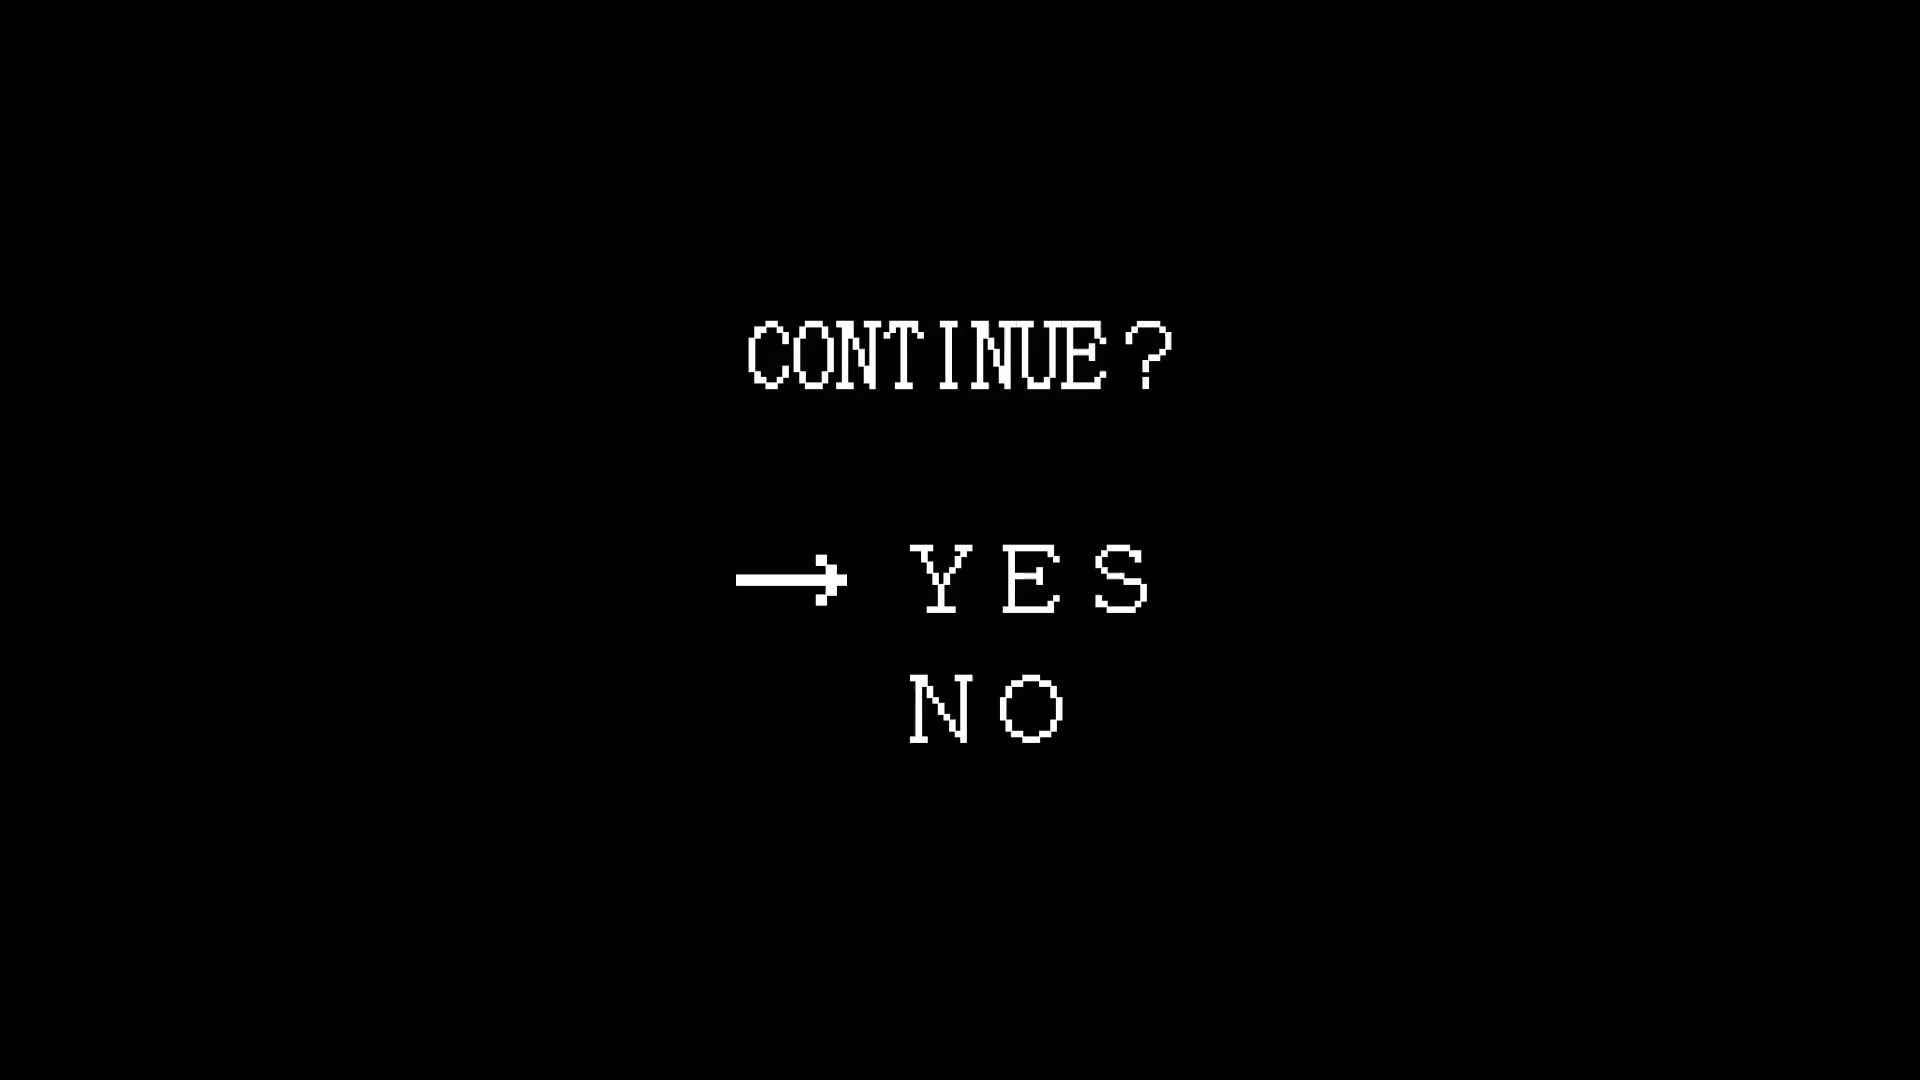 CONTINUE?
→ YES
NO